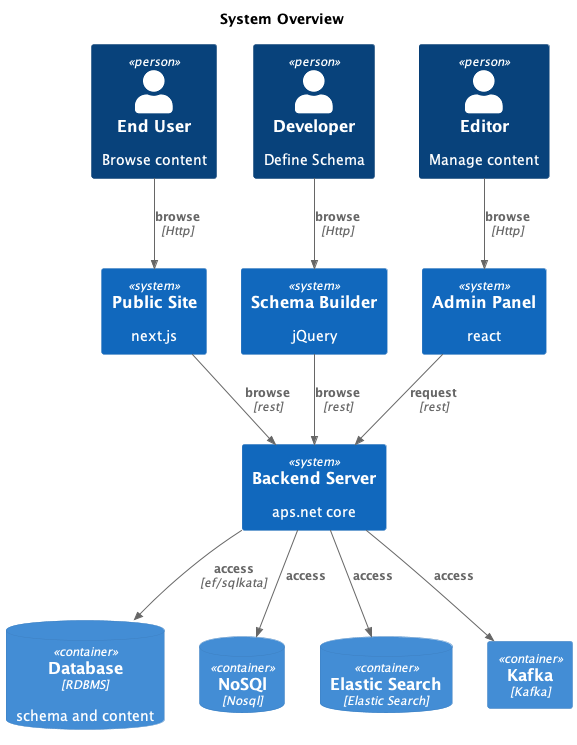 System Overview
«person»
End User
Browse content
«person»
Developer
Define Schema
«person»
Editor
Manage content
browse
[Http]
browse
[Http]
browse
[Http]
«system»
Public Site
next.js
«system»
Schema Builder
jQuery
«system»
Admin Panel
react
browse
[rest]
browse
[rest]
request
[rest]
«system»
Backend Server
aps.net core
access
[ef/sqlkata]
access
access
access
«container»
Database
[RDBMS]
schema and content
«container»
NoSQl
[Nosql]
«container»
Elastic Search
[Elastic Search]
«container»
Kafka
[Kafka]